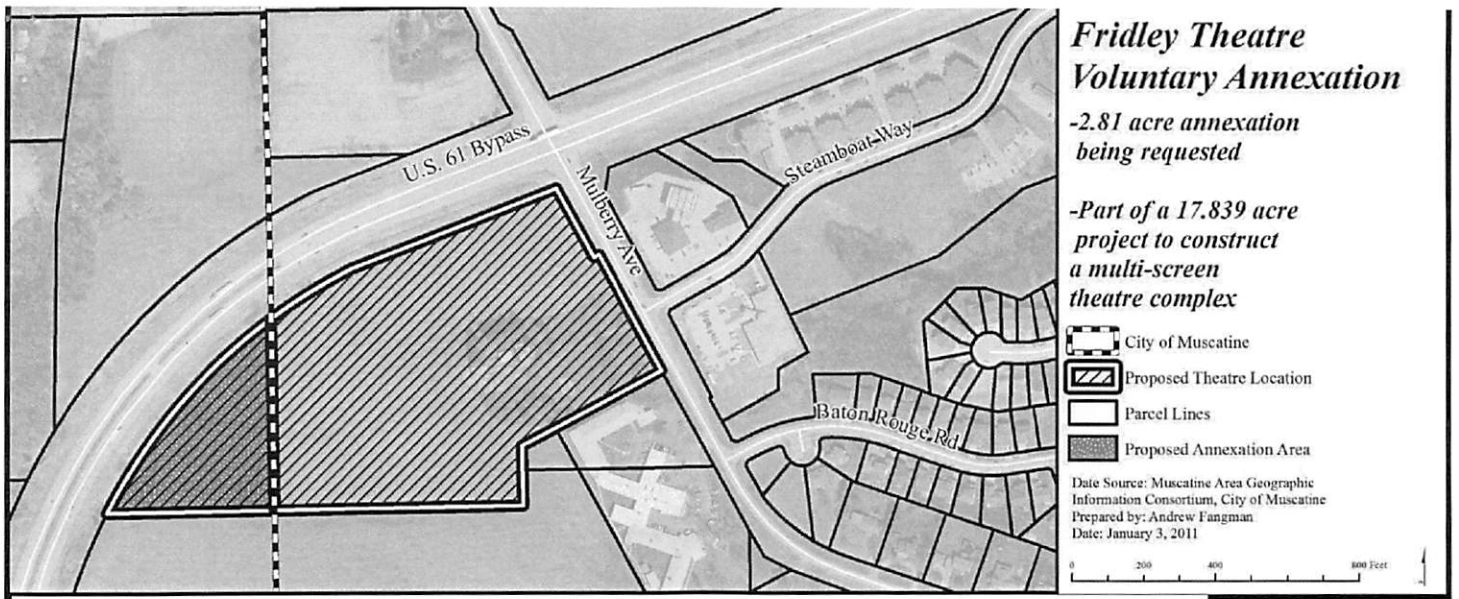 Fridley Theatre
Voluntary Annexation
-2.81 acre annexation
being requested
-Part of a 17.839 acre
project to construct
a multi-screen
theatre complex
City of Muscatine
Proposed Theatre Location
Parcel Lines
Proposed Annexation Area
Date Source: Muscatine Area Geographic
Information Consortium, City of Muscatine
Prepared by: Andrew Fangman
Date: January 3, 2011
0 200 400 800 Feet
U.S. 61 Bypass
Mulberry Ave
Steamboat Way
Baton Rouge Rd